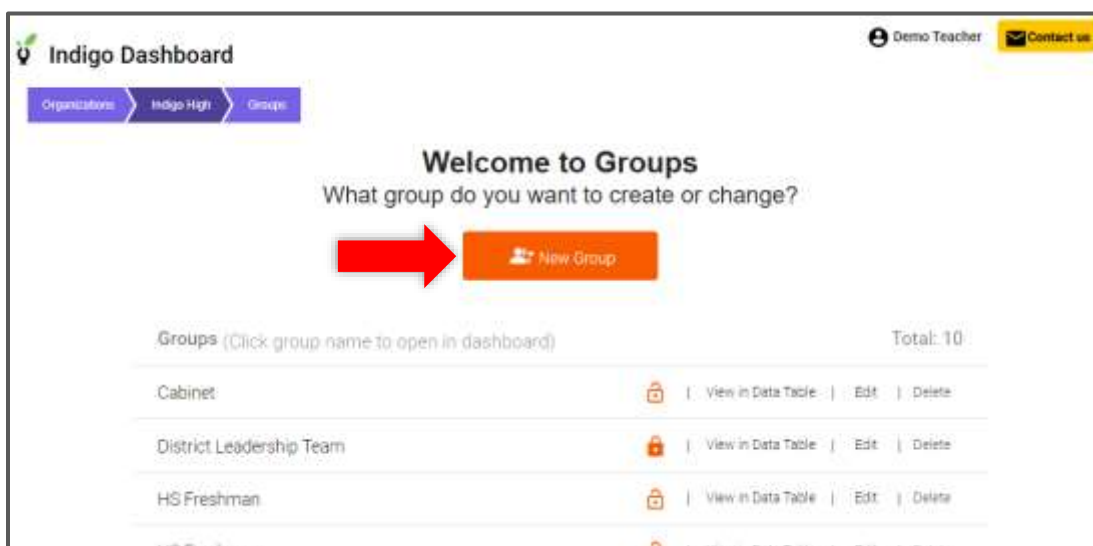 Indigo Dashboard
Demo Teacher
Contact us
Organizations
Indigo High
Groups
Welcome to Groups
What group do you want to create or change?
New Group
Groups (Click group name to open in dashboard) Total: 10
Cabinet | View in Data Table | Edit | Delete
District Leadership Team | View in Data Table | Edit | Delete
HS Freshman | View in Data Table | Edit | Delete